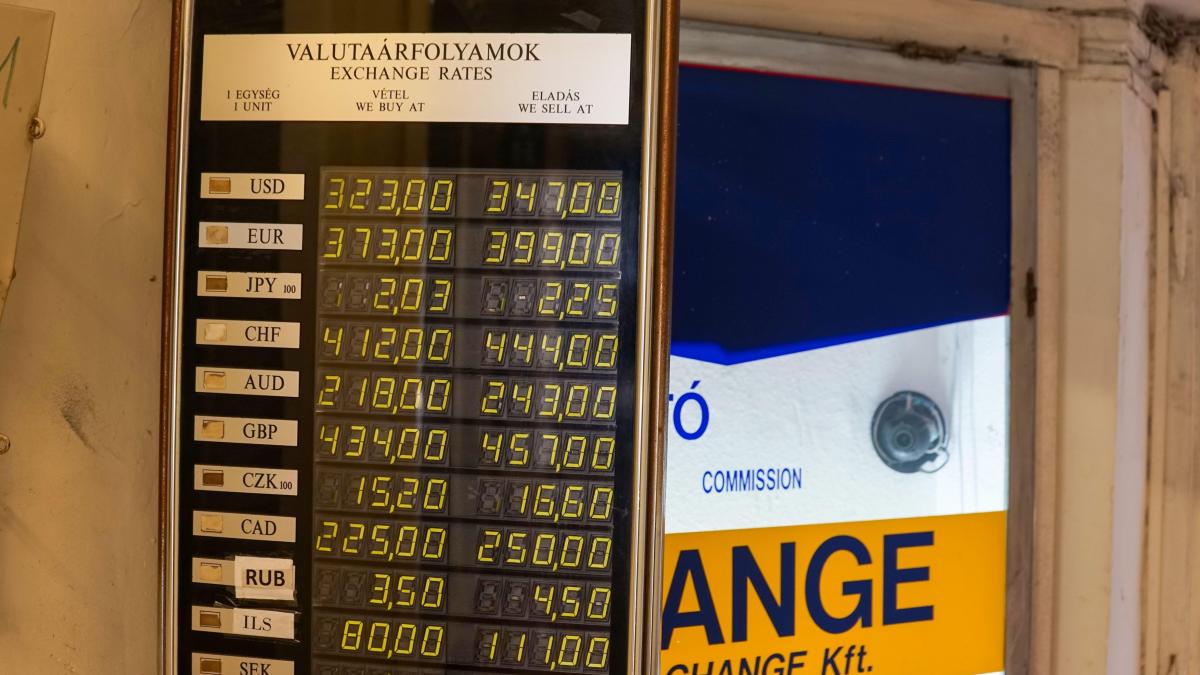 VALUTAÁRFOLYAMOK
EXCHANGE RATES
1 EGYSÉG VÉTEL ELADÁS
1 UNIT WE BUY AT WE SELL AT
USD 323,00 347,00
EUR 373,00 399,00
JPY 100 2,03 2,25
CHF 412,00 444,00
AUD 218,00 243,00
GBP 434,00 457,00
CZK 100 15,20 16,60
CAD 225,00 250,00
RUB 3,50 4,50
ILS 80,00 111,00
SEK
TÓ
COMMISSION
ANGE
CHANGE Kft.